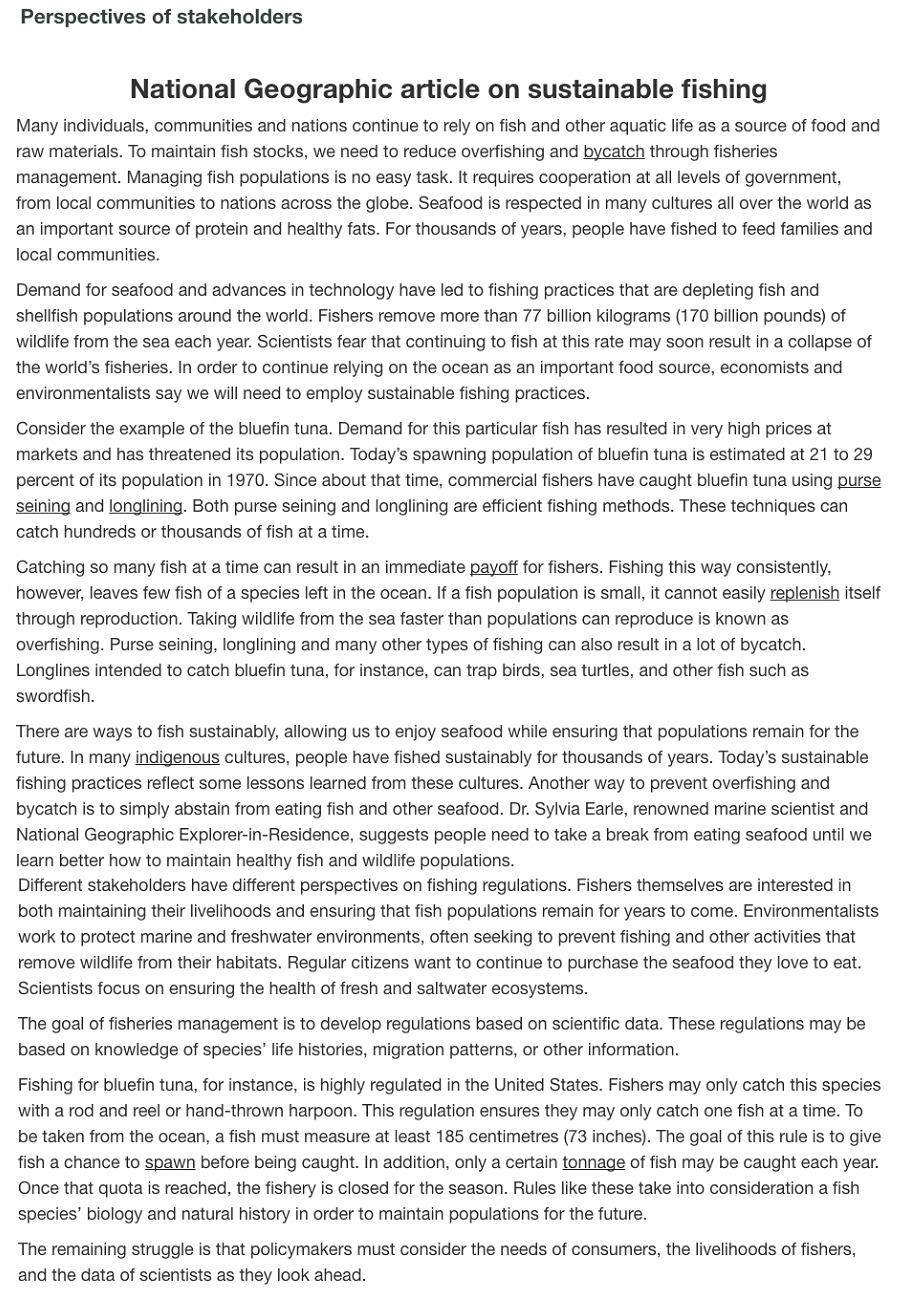 Perspectives of stakeholders
National Geographic article on sustainable fishing
Many individuals, communities and nations continue to rely on fish and other aquatic life as a source of food and
raw materials. To maintain fish stocks, we need to reduce overfishing and bycatch through fisheries
management. Managing fish populations is no easy task. It requires cooperation at all levels of government,
from local communities to nations across the globe. Seafood is respected in many cultures all over the world as
an important source of protein and healthy fats. For thousands of years, people have fished to feed families and
local communities.
Demand for seafood and advances in technology have led to fishing practices that are depleting fish and
shellfish populations around the world. Fishers remove more than 77 billion kilograms (170 billion pounds) of
wildlife from the sea each year. Scientists fear that continuing to fish at this rate may soon result in a collapse of
the world's fisheries. In order to continue relying on the ocean as an important food source, economists and
environmentalists say we will need to employ sustainable fishing practices.
Consider the example of the bluefin tuna. Demand for this particular fish has resulted in very high prices at
markets and has threatened its population. Today's spawning population of bluefin tuna is estimated at 21 to 29
percent of its population in 1970. Since about that time, commercial fishers have caught bluefin tuna using purse
seining and longlining. Both purse seining and longlining are efficient fishing methods. These techniques can
catch hundreds or thousands of fish at a time.
Catching so many fish at a time can result in an immediate payoff for fishers. Fishing this way consistently,
however, leaves few fish of a species left in the ocean. If a fish population is small, it cannot easily replenish itself
through reproduction. Taking wildlife from the sea faster than populations can reproduce is known as
overfishing. Purse seining, longlining and many other types of fishing can also result in a lot of bycatch.
Longlines intended to catch bluefin tuna, for instance, can trap birds, sea turtles, and other fish such as
swordfish.
There are ways to fish sustainably, allowing us to enjoy seafood while ensuring that populations remain for the
future. In many indigenous cultures, people have fished sustainably for thousands of years. Today's sustainable
fishing practices reflect some lessons learned from these cultures. Another way to prevent overfishing and
bycatch is to simply abstain from eating fish and other seafood. Dr. Sylvia Earle, renowned marine scientist and
National Geographic Explorer-in-Residence, suggests people need to take a break from eating seafood until we
learn better how to maintain healthy fish and wildlife populations.
Different stakeholders have different perspectives on fishing regulations. Fishers themselves are interested in
both maintaining their livelihoods and ensuring that fish populations remain for years to come. Environmentalists
work to protect marine and freshwater environments, often seeking to prevent fishing and other activities that
remove wildlife from their habitats. Regular citizens want to continue to purchase the seafood they love to eat.
Scientists focus on ensuring the health of fresh and saltwater ecosystems.
The goal of fisheries management is to develop regulations based on scientific data. These regulations may be
based on knowledge of species' life histories, migration patterns, or other information.
Fishing for bluefin tuna, for instance, is highly regulated in the United States. Fishers may only catch this species
with a rod and reel or hand-thrown harpoon. This regulation ensures they may only catch one fish at a time. To
be taken from the ocean, a fish must measure at least 185 centimetres (73 inches). The goal of this rule is to give
fish a chance to spawn before being caught. In addition, only a certain tonnage of fish may be caught each year.
Once that quota is reached, the fishery is closed for the season. Rules like these take into consideration a fish
species' biology and natural history in order to maintain populations for the future.
The remaining struggle is that policymakers must consider the needs of consumers, the livelihoods of fishers,
and the data of scientists as they look ahead.